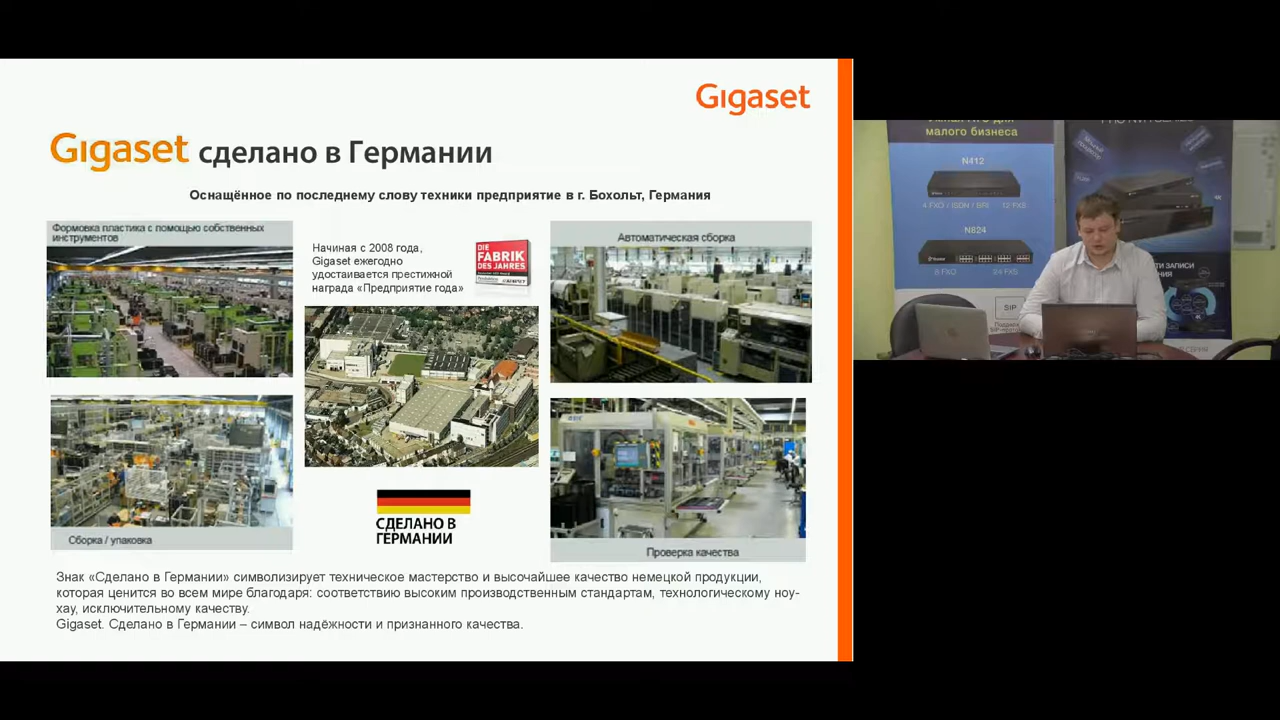 Gigaset
Gigaset сделано в Германии
Оснащённое по последнему слову техники предприятие в г. Бохольт, Германия
Формовка пластика с помощью собственных
инструментов
Начиная с 2008 года,
Gigaset ежегодно
удостаивается престижной
награда «Предприятие года»
DIE
FABRIK
DES JAHRES
Автоматическая сборка
Сборка / упаковка
СДЕЛАНО В
ГЕРМАНИИ
Проверка качества
Знак «Сделано в Германии» символизирует техническое мастерство и высочайшее качество немецкой продукции,
которая ценится во всем мире благодаря: соответствию высоким производственным стандартам, технологическому ноу-
хау, исключительному качеству.
Gigaset. Сделано в Германии – символ надёжности и признанного качества.
для
малого бизнеса
N412
4 FXO / ISDN / BRI 12 FXS
N824
8 FXO 24 FXS
SIP
ЗАПИСИ